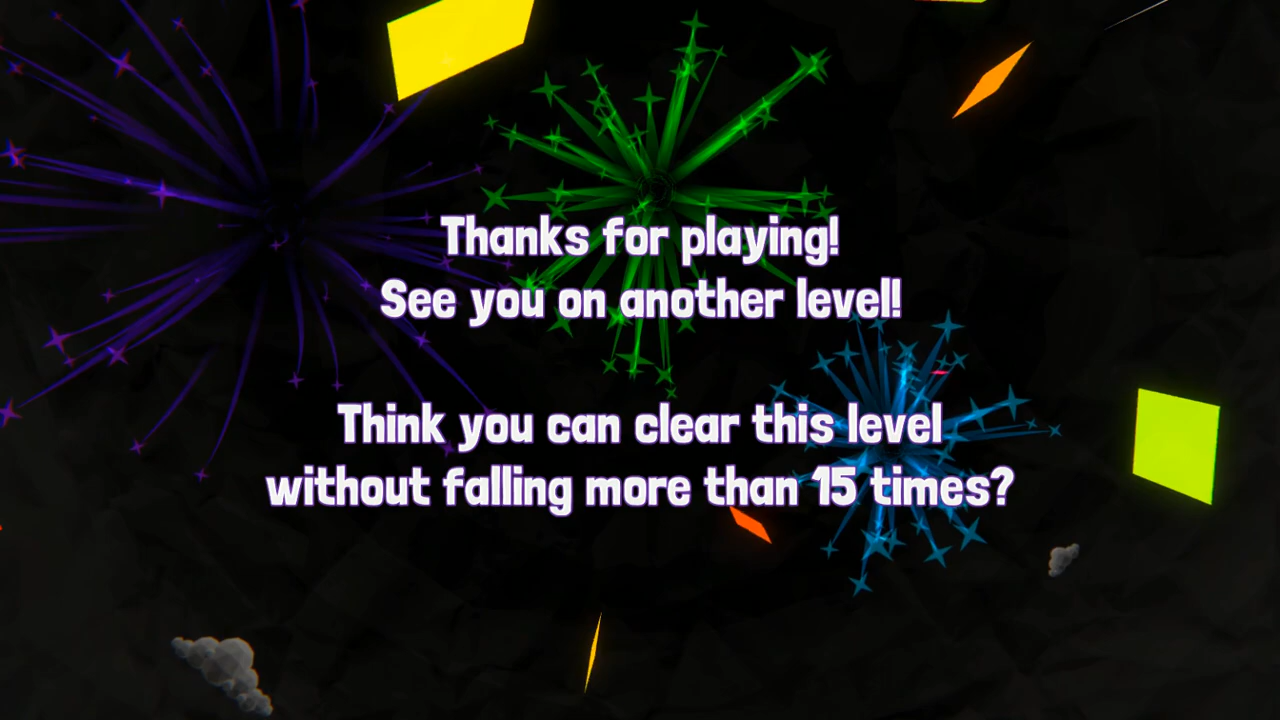 Thanks for playing!
See you on another level!
Think you can clear this level
without falling more than 15 times?